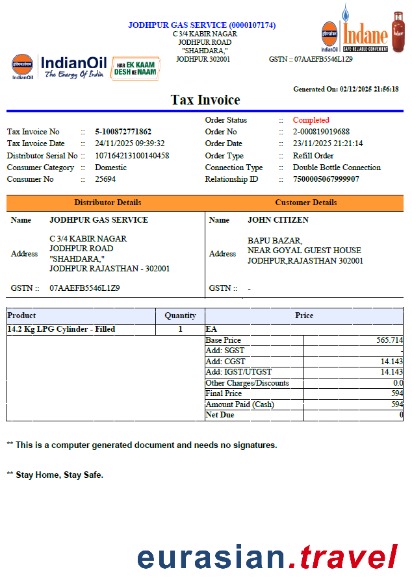 JODHPUR GAS SERVICE (0000107174)
C 3/4 KABIR NAGAR
JODHPUR ROAD
"SHAHDARA,"
JODHPUR 302001
GSTN :: 07AAEFB5546L1Z9
IndianOil
The Energy Of India
HAR EK KAAM
DESH KE NAAM
IndianOil
Indane
SAFE RELIABLE CONVENIENT
Generated On: 02/12/2025 21:56:18
Tax Invoice
Order Status :: Completed
Tax Invoice No :: 5-100872771862 Order No :: 2-000819019688
Tax Invoice Date :: 24/11/2025 09:39:32 Order Date :: 23/11/2025 21:21:14
Distributor Serial No :: 107164213100140458 Order Type :: Refill Order
Consumer Category :: Domestic Connection Type :: Double Bottle Connection
Consumer No :: 25694 Relationship ID :: 7500005067999907
Distributor Details Customer Details
Name JODHPUR GAS SERVICE Name JOHN CITIZEN
Address C 3/4 KABIR NAGAR
JODHPUR ROAD
"SHAHDARA,"
JODHPUR RAJASTHAN - 302001
Address BAPU BAZAR,
NEAR GOYAL GUEST HOUSE
JODHPUR,RAJASTHAN 302001
GSTN :: 07AAEFB5546L1Z9 GSTN :: -
Product Quantity Price
14.2 Kg LPG Cylinder - Filled 1 EA
Base Price 565.714
Add: SGST -
Add: CGST 14.143
Add: IGST/UTGST 14.143
Other Charges/Discounts 0.0
Final Price 594
Amount Paid (Cash) 594
Net Due 0
** This is a computer generated document and needs no signatures.
** Stay Home, Stay Safe.
eurasian.travel